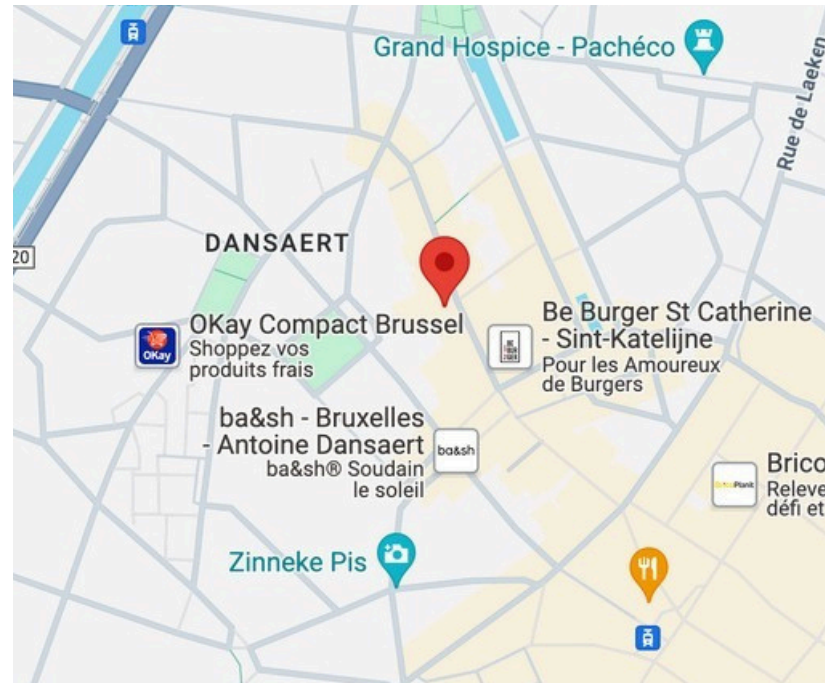 Grand Hospice - Pachéco
Rue de Laeken
DANSAERT
20
OKay
OKay Compact Brussel
Shoppez vos
produits frais
Be Burger St Catherine
- Sint-Katelijne
Pour les Amoureux
de Burgers
ba&sh - Bruxelles
- Antoine Dansaert
ba&sh® Soudain
le soleil
ba&sh
Brico
Releve
défi et
Zinneke Pis